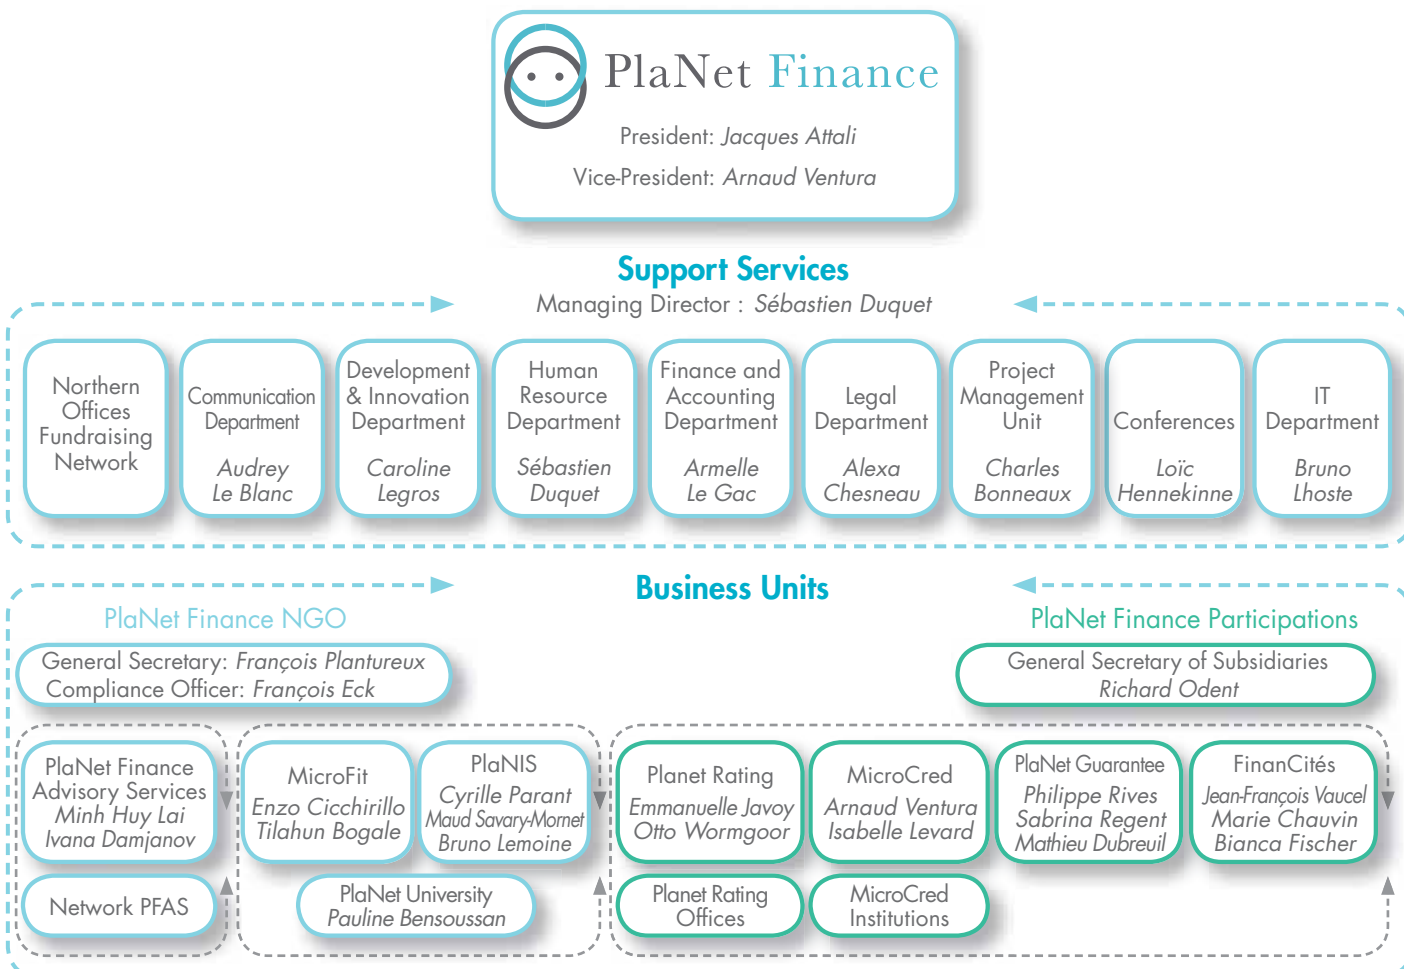 PlaNet Finance
President: Jacques Attali
Vice-President: Arnaud Ventura
Support Services
Managing Director : Sébastien Duquet
Northern
Offices
Fundraising
Network
Communication
Department
Audrey
Le Blanc
Development
& Innovation
Department
Caroline
Legros
Human
Resource
Department
Sébastien
Duquet
Finance and
Accounting
Department
Armelle
Le Gac
Legal
Department
Alexa
Chesneau
Project
Management
Unit
Charles
Bonneaux
Conferences
Loïc
Hennekinne
IT
Department
Bruno
Lhoste
Business Units
PlaNet Finance NGO
General Secretary: François Plantureux
Compliance Officer: François Eck
PlaNet Finance Participations
General Secretary of Subsidiaries
Richard Odent
PlaNet Finance
Advisory Services
Minh Huy Lai
Ivana Damjanov
Network PFAS
MicroFit
Enzo Cicchirillo
Tilahun Bogale
PlaNIS
Cyrille Parant
Maud Savary-Mornet
Bruno Lemoine
PlaNet University
Pauline Bensoussan
Planet Rating
Emmanuelle Javoy
Otto Wormgoor
MicroCred
Arnaud Ventura
Isabelle Levard
PlaNet Guarantee
Philippe Rives
Sabrina Regent
Mathieu Dubreuil
FinanCités
Jean-François Vaucel
Marie Chauvin
Bianca Fischer
Planet Rating
Offices
MicroCred
Institutions